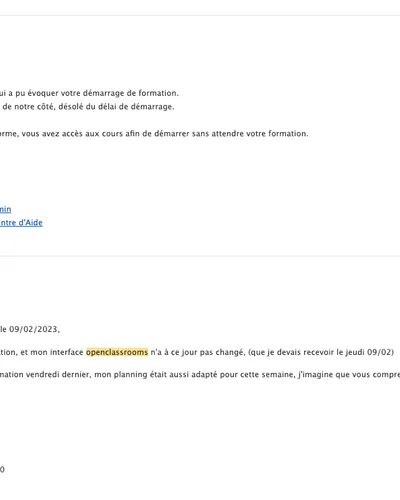 ui a pu évoquer votre démarrage de formation.
de notre côté, désolé du délai de démarrage.
orme, vous avez accès aux cours afin de démarrer sans attendre votre formation.
min
ntre d'Aide
le 09/02/2023,
tion, et mon interface openclassrooms n'a à ce jour pas changé, (que je devais recevoir le jeudi 09/02)
mation vendredi dernier, mon planning était aussi adapté pour cette semaine, j'imagine que vous compre
0